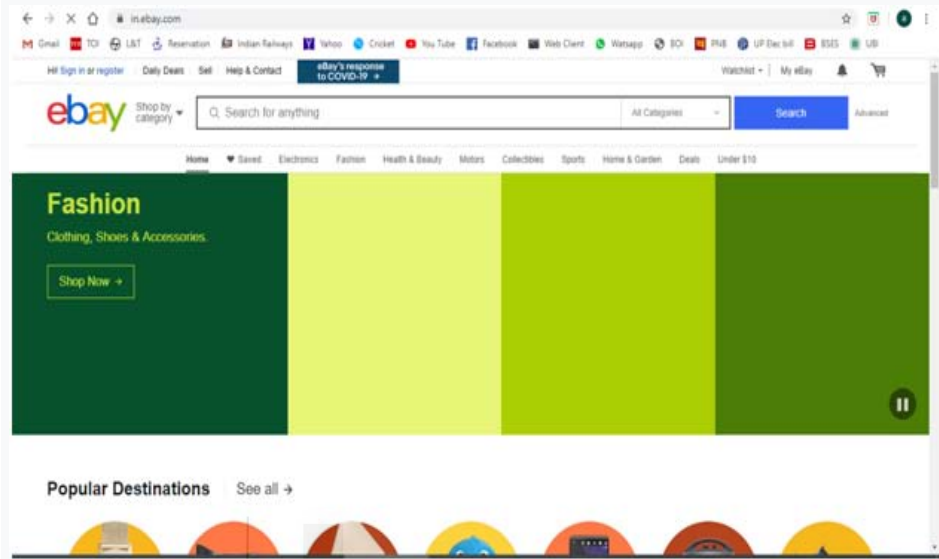 in.ebay.com
Gmail TOI L&T Reservation Indian Railways Yahoo Cricket You Tube Facebook Web Client Watsapp BOI PNB UP Elec bill BSES UBI
Hi! Sign in or register Daily Deals Sell Help & Contact eBay's response to COVID-19 → Watchlist My eBay
ebay Shop by category Search for anything All Categories Search Advanced
Home Saved Electronics Fashion Health & Beauty Motors Collectibles Sports Home & Garden Deals Under $10
Fashion
Clothing, Shoes & Accessories.
Shop Now →
Popular Destinations See all →